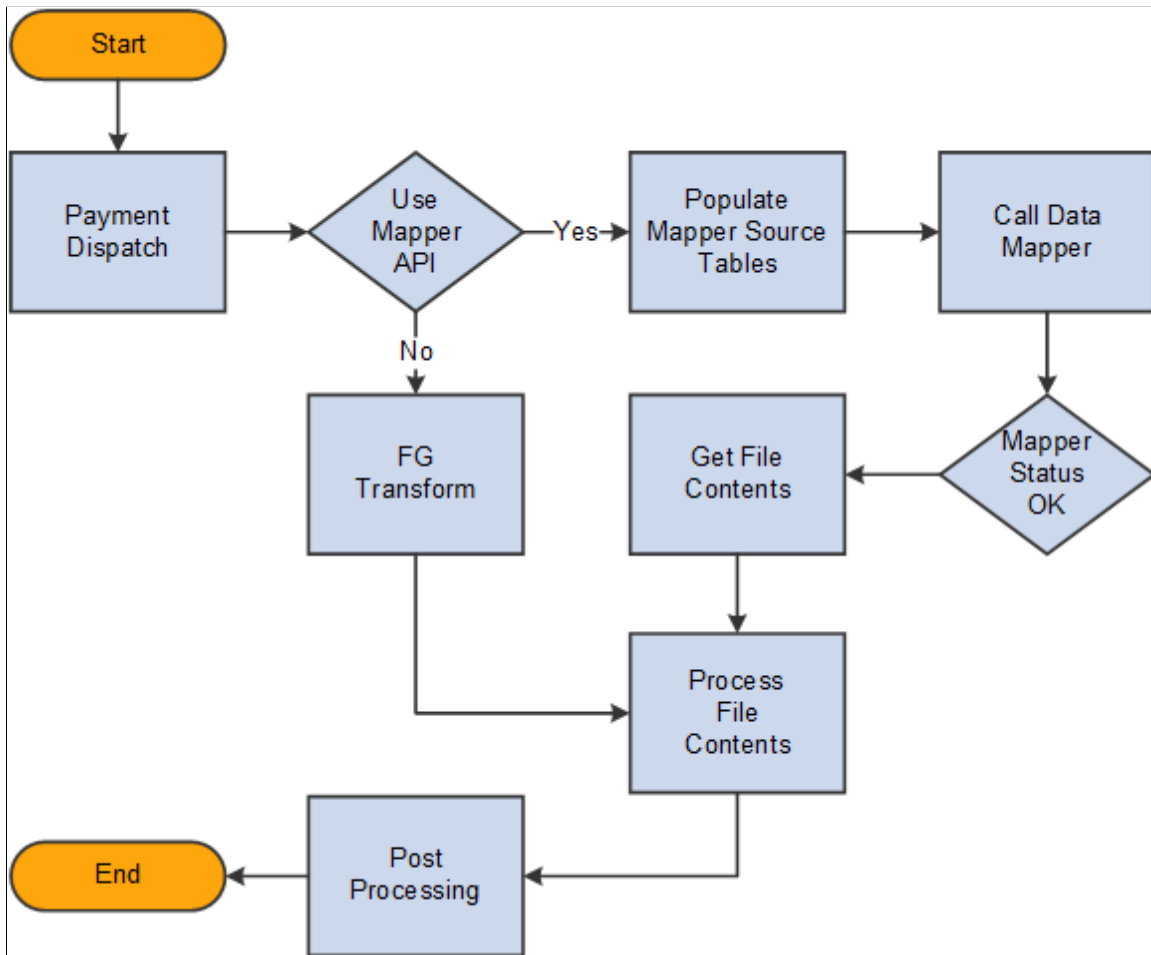 Start
Payment
Dispatch
Use
Mapper
API
Yes
Populate
Mapper Source
Tables
Call Data
Mapper
No
FG
Transform
Get File
Contents
Mapper
Status
OK
Process
File
Contents
Post
Processing
End